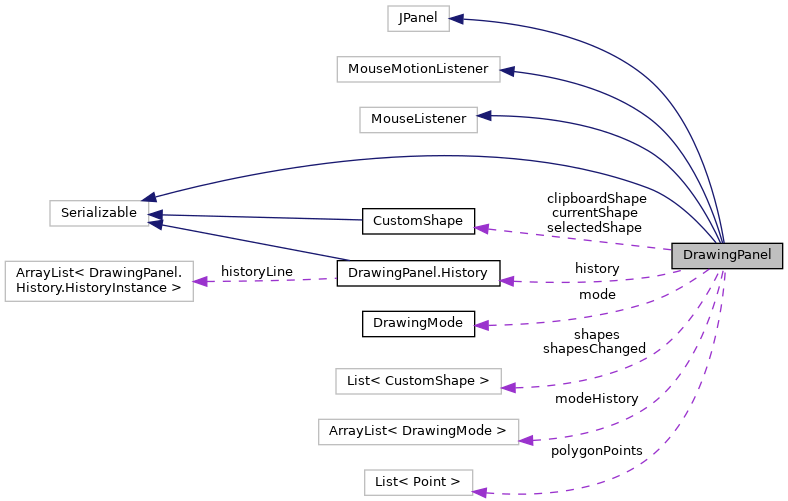 JPanel
MouseMotionListener
MouseListener
Serializable
CustomShape
clipboardShape
currentShape
selectedShape
DrawingPanel
ArrayList< DrawingPanel.
History.HistoryInstance >
historyLine
DrawingPanel.History
history
mode
DrawingMode
shapes
shapesChanged
List< CustomShape >
modeHistory
ArrayList< DrawingMode >
polygonPoints
List< Point >